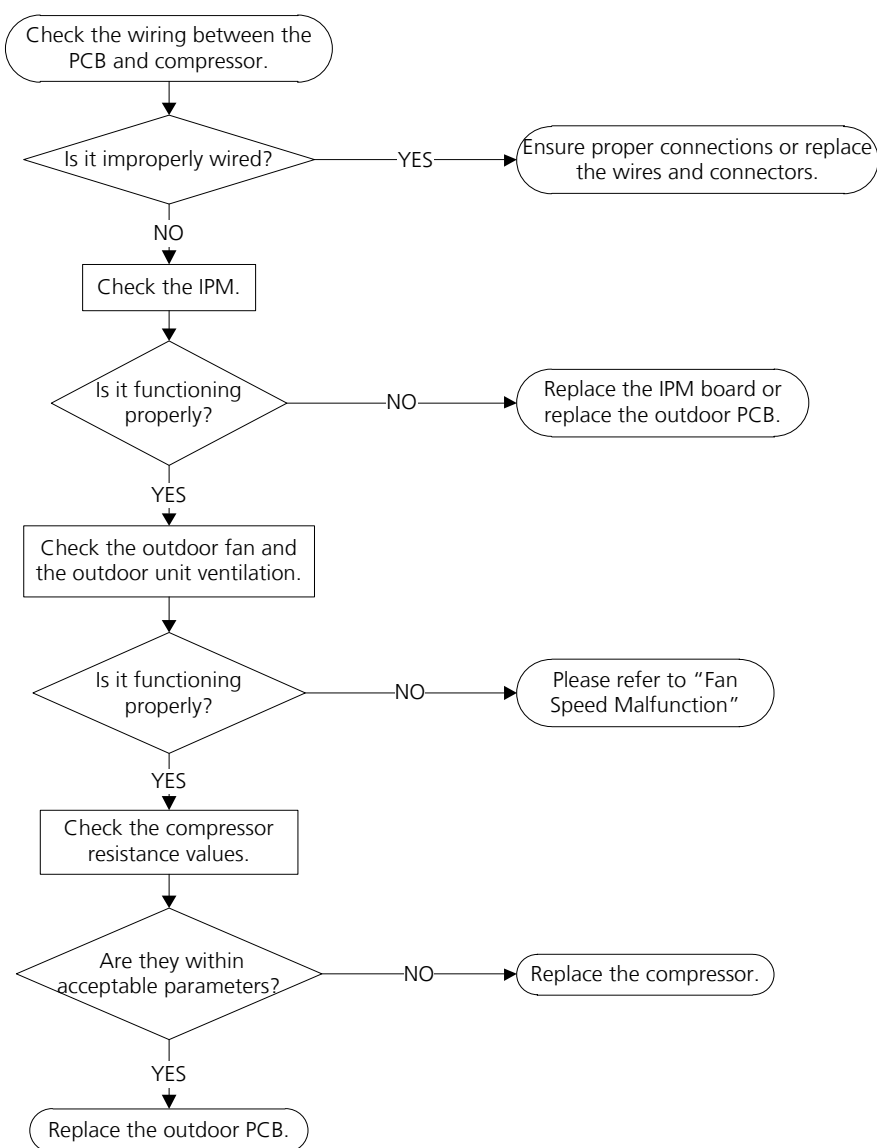 Check the wiring between the
PCB and compressor.
Is it improperly wired?
YES
Ensure proper connections or replace
the wires and connectors.
NO
Check the IPM.
Is it functioning
properly?
NO
Replace the IPM board or
replace the outdoor PCB.
YES
Check the outdoor fan and
the outdoor unit ventilation.
Is it functioning
properly?
NO
Please refer to “Fan
Speed Malfunction”
YES
Check the compressor
resistance values.
Are they within
acceptable parameters?
NO
Replace the compressor.
YES
Replace the outdoor PCB.